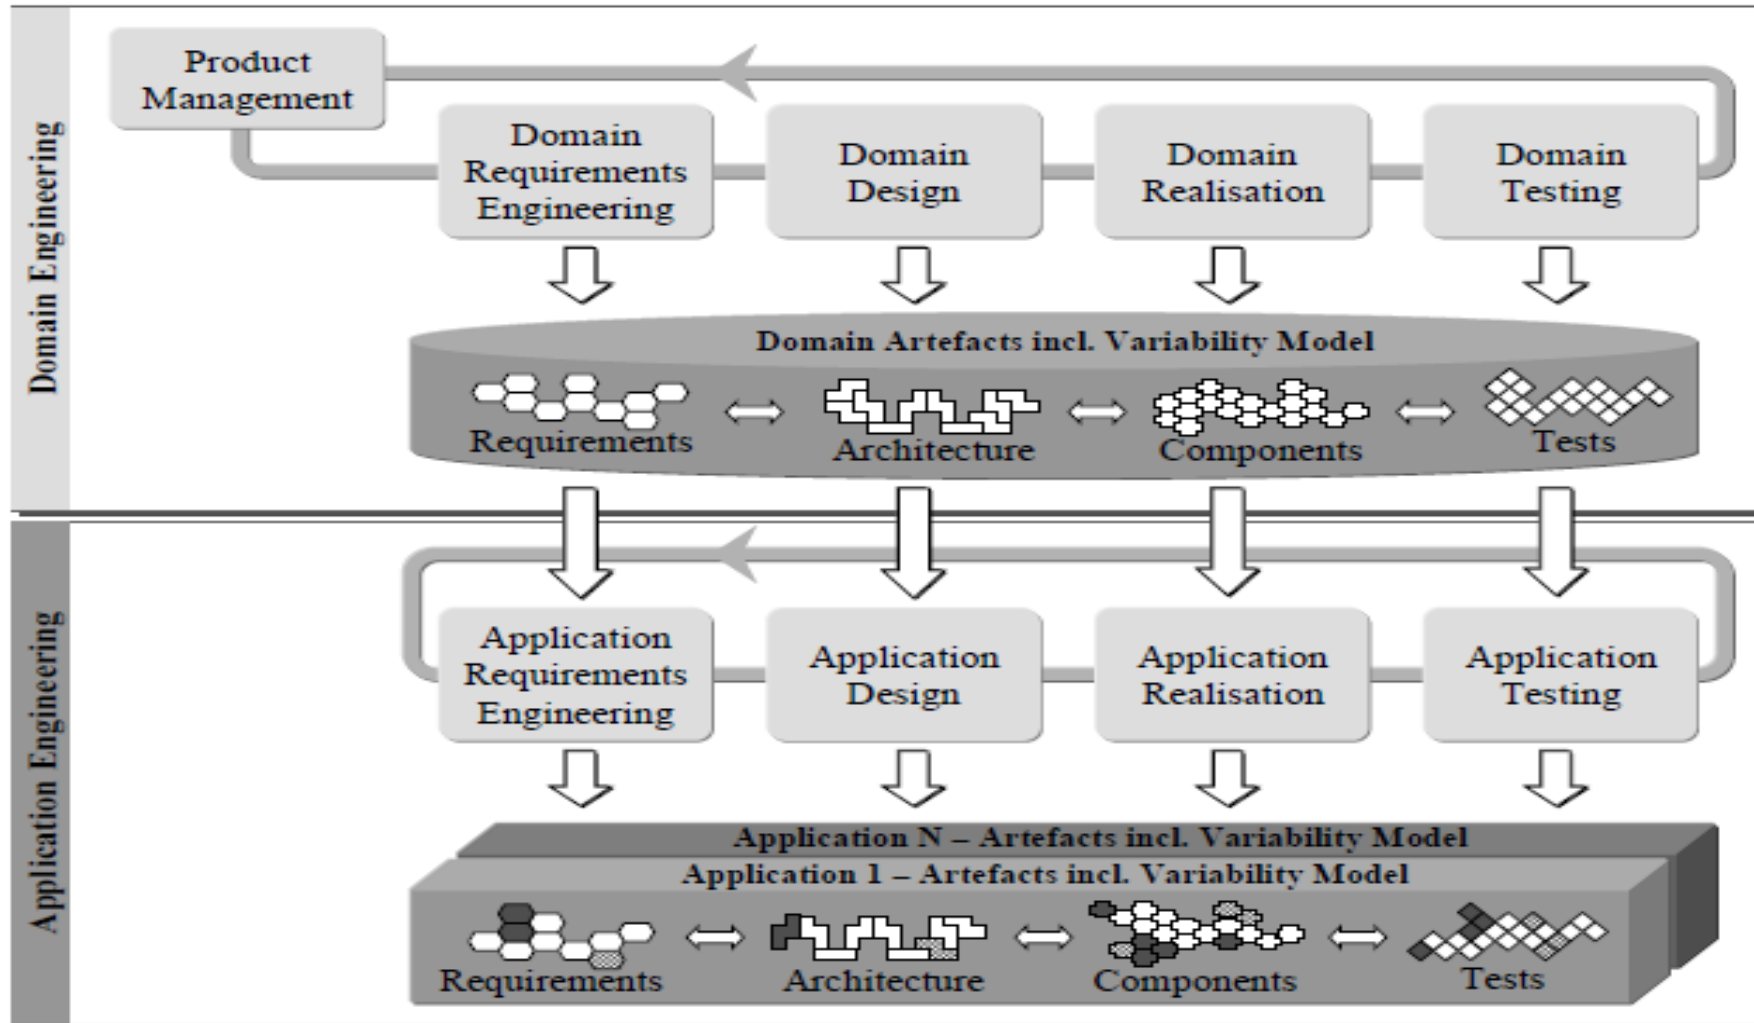 Domain Engineering
Product
Management
Domain
Requirements
Engineering
Domain
Design
Domain
Realisation
Domain
Testing
Domain Artefacts incl. Variability Model
Requirements
Architecture
Components
Tests
Application Engineering
Application
Requirements
Engineering
Application
Design
Application
Realisation
Application
Testing
Application N – Artefacts incl. Variability Model
Application 1 – Artefacts incl. Variability Model
Requirements
Architecture
Components
Tests